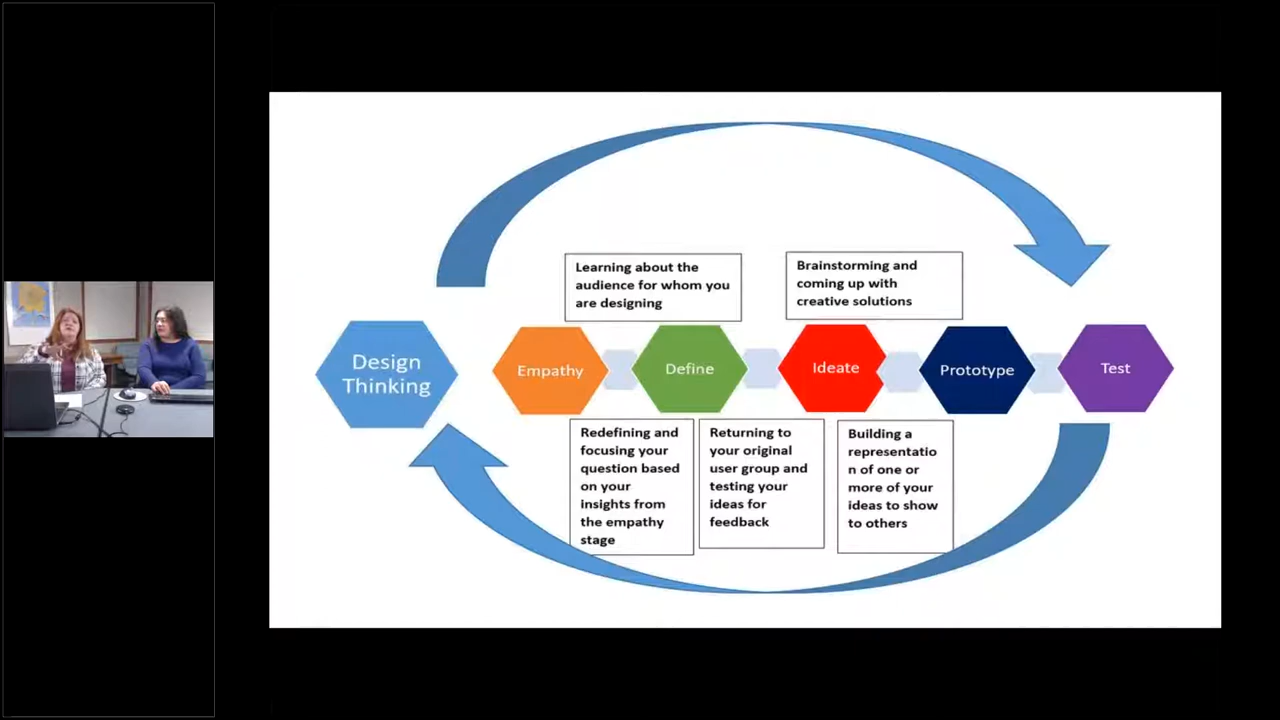 Learning about the
audience for whom you
are designing
Brainstorming and
coming up with
creative solutions
Design
Thinking
Empathy
Define
Ideate
Prototype
Test
Redefining and
focusing your
question based
on your
insights from
the empathy
stage
Returning to
your original
user group and
testing your
ideas for
feedback
Building a
representatio
n of one or
more of your
ideas to show
to others